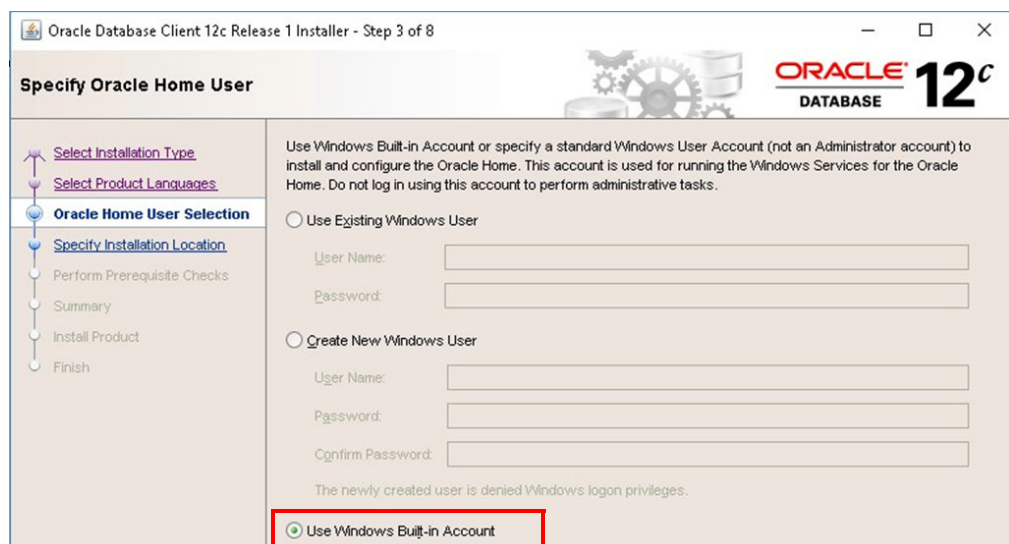 Oracle Database Client 12c Release 1 Installer - Step 3 of 8
Specify Oracle Home User
ORACLE
DATABASE
12c
Select Installation Type
Select Product Languages
Oracle Home User Selection
Specify Installation Location
Perform Prerequisite Checks
Summary
Install Product
Finish
Use Windows Built-in Account or specify a standard Windows User Account (not an Administrator account) to
install and configure the Oracle Home. This account is used for running the Windows Services for the Oracle
Home. Do not log in using this account to perform administrative tasks.
Use Existing Windows User
User Name:
Password:
Create New Windows User
User Name:
Password:
Confirm Password:
The newly created user is denied Windows logon privileges.
Use Windows Built-in Account